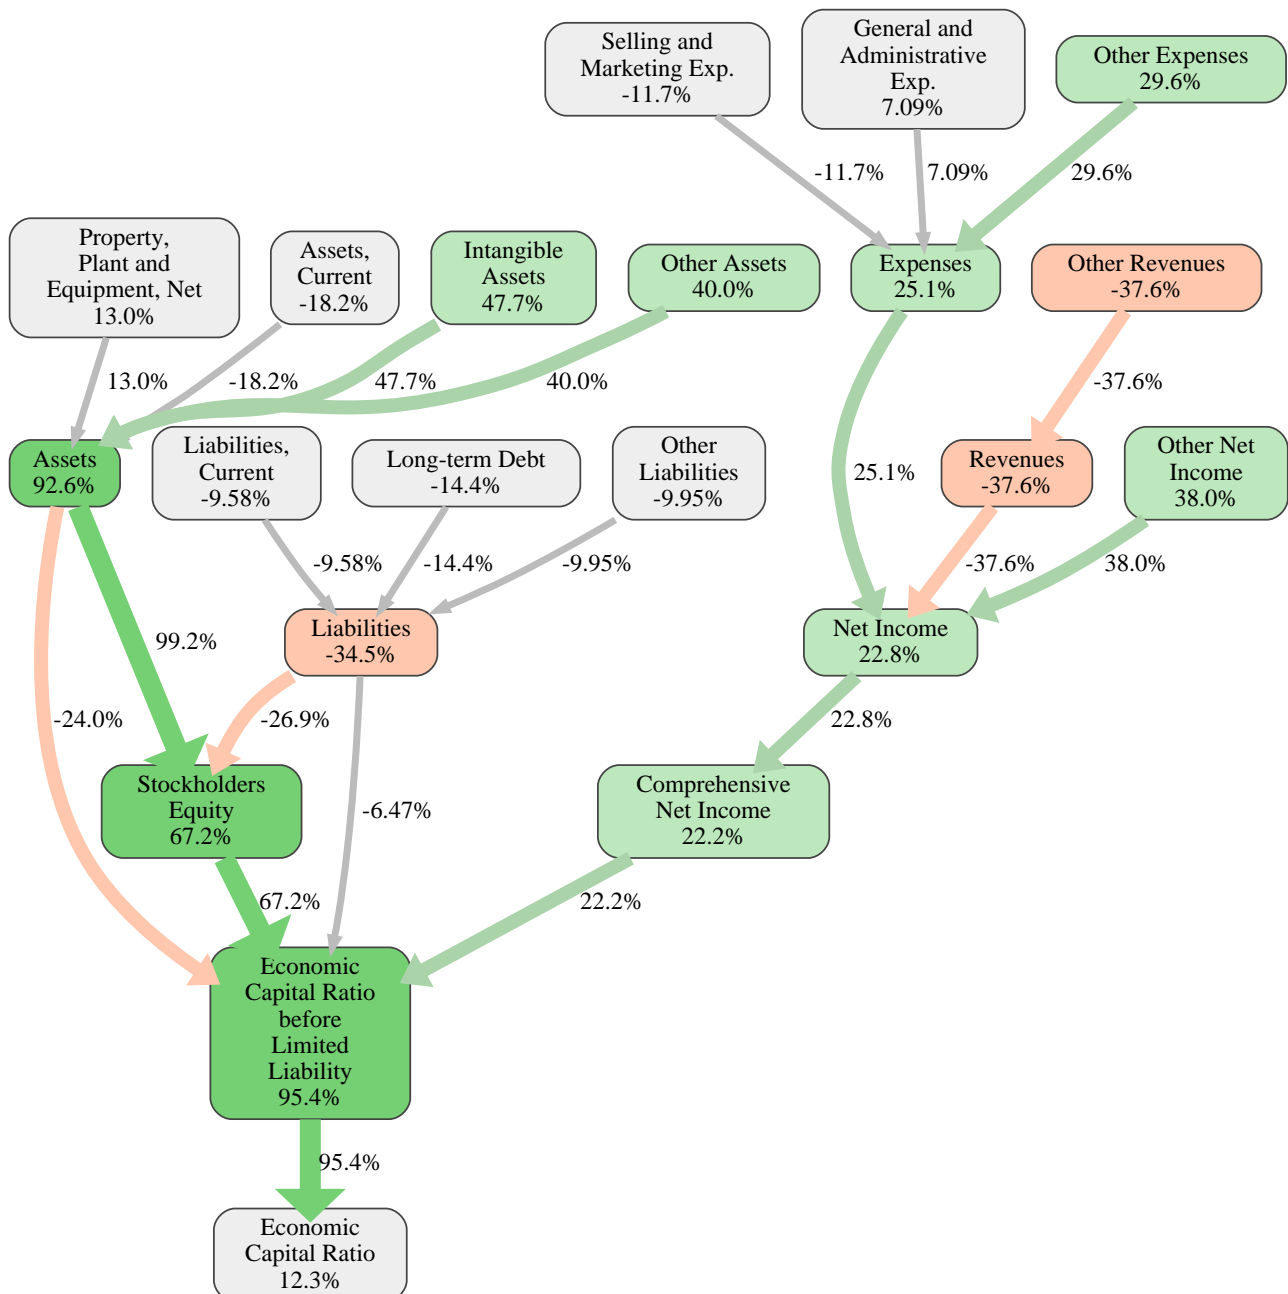 Selling and
Marketing Exp.
-11.7%
General and
Administrative
Exp.
7.09%
Other Expenses
29.6%
-11.7%
7.09%
29.6%
Property,
Plant and
Equipment, Net
13.0%
Assets,
Current
-18.2%
Intangible
Assets
47.7%
Other Assets
40.0%
Expenses
25.1%
Other Revenues
-37.6%
13.0%
-18.2%
47.7%
40.0%
-37.6%
Assets
92.6%
Liabilities,
Current
-9.58%
Long-term Debt
-14.4%
Other
Liabilities
-9.95%
25.1%
Revenues
-37.6%
Other Net
Income
38.0%
-9.58%
-14.4%
-9.95%
-37.6%
38.0%
99.2%
Liabilities
-34.5%
Net Income
22.8%
-24.0%
-26.9%
22.8%
Stockholders
Equity
67.2%
-6.47%
Comprehensive
Net Income
22.2%
67.2%
22.2%
Economic
Capital Ratio
before
Limited
Liability
95.4%
95.4%
Economic
Capital Ratio
12.3%